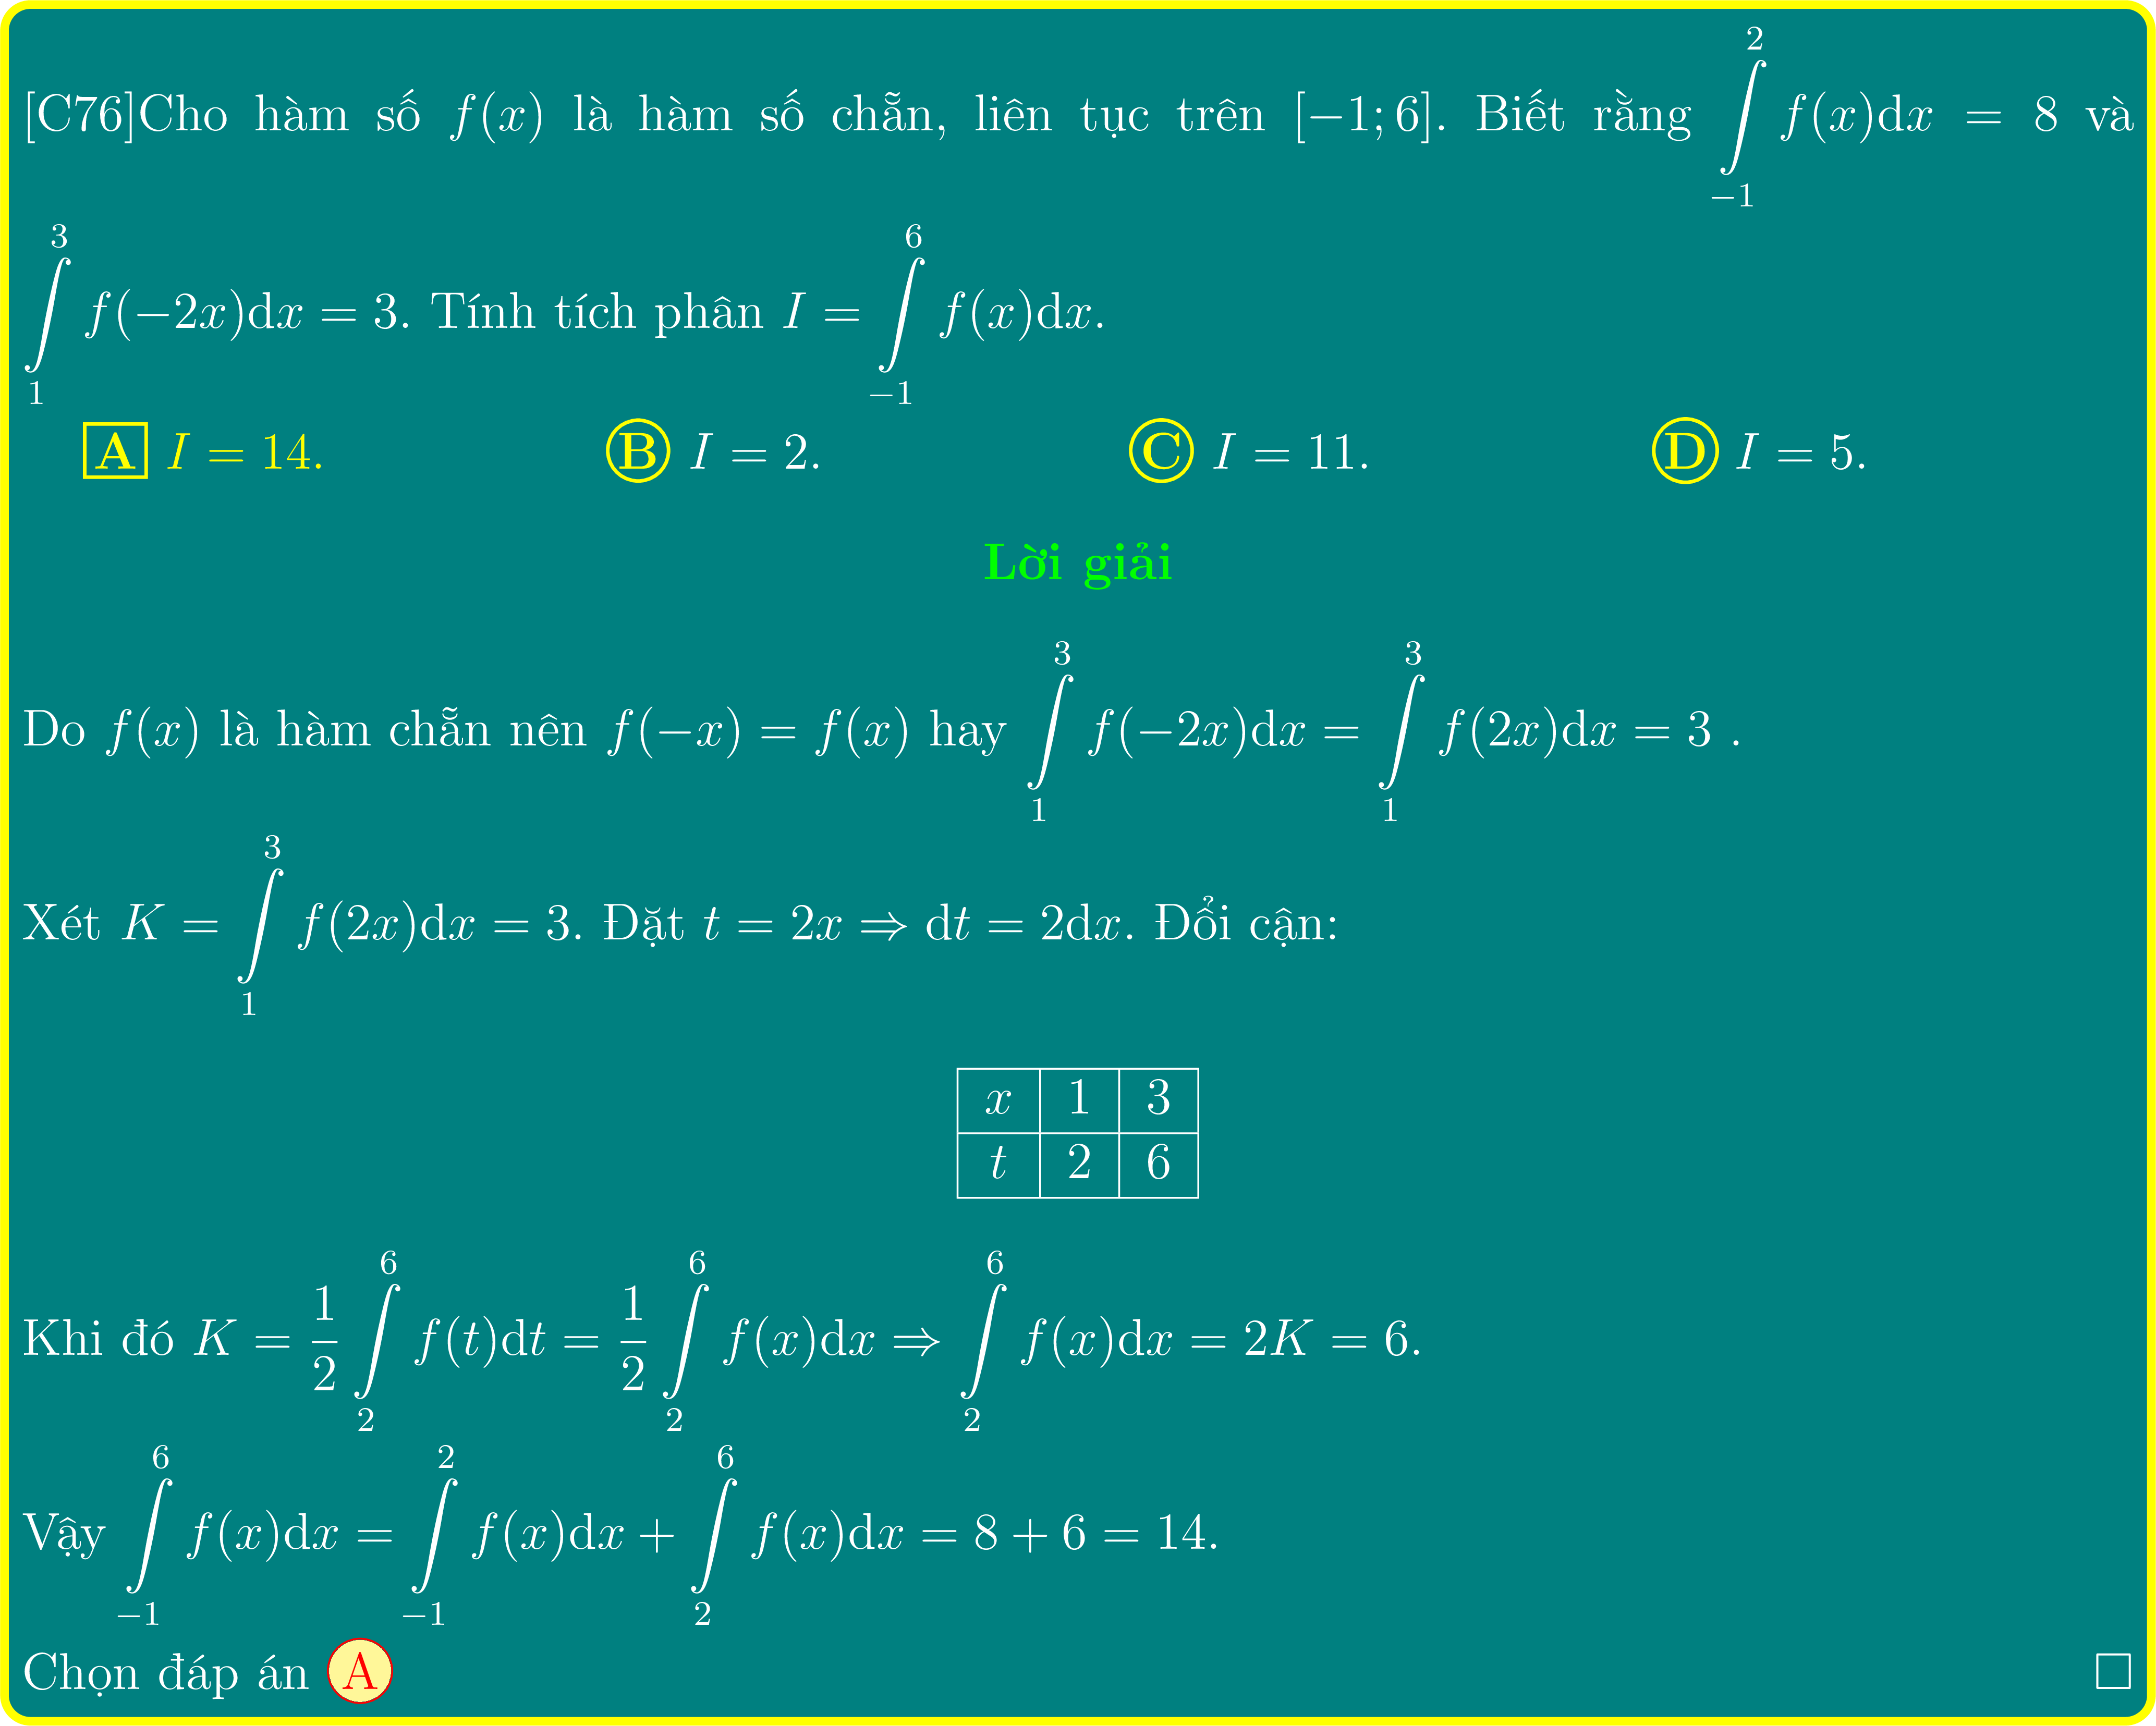 [C76]Cho hàm số $f(x)$ là hàm số chẵn, liên tục trên $[-1;6]$. Biết rằng $\int\limits_{-1}^{2} f(x)\mathrm{d}x = 8$ và
$\int\limits_{1}^{3} f(-2x)\mathrm{d}x = 3$. Tính tích phân $I = \int\limits_{-1}^{6} f(x)\mathrm{d}x$.
A $I = 14$. B $I = 2$. C $I = 11$. D $I = 5$.
Lời giải
Do $f(x)$ là hàm chẵn nên $f(-x) = f(x)$ hay $\int\limits_{1}^{3} f(-2x)\mathrm{d}x = \int\limits_{1}^{3} f(2x)\mathrm{d}x = 3$ .
Xét $K = \int\limits_{1}^{3} f(2x)\mathrm{d}x = 3$. Đặt $t = 2x \Rightarrow \mathrm{d}t = 2\mathrm{d}x$. Đổi cận:
x 1 3
t 2 6
Khi đó $K = \frac{1}{2}\int\limits_{2}^{6} f(t)\mathrm{d}t = \frac{1}{2}\int\limits_{2}^{6} f(x)\mathrm{d}x \Rightarrow \int\limits_{2}^{6} f(x)\mathrm{d}x = 2K = 6$.
Vậy $\int\limits_{-1}^{6} f(x)\mathrm{d}x = \int\limits_{-1}^{2} f(x)\mathrm{d}x + \int\limits_{2}^{6} f(x)\mathrm{d}x = 8 + 6 = 14$.
Chọn đáp án A □